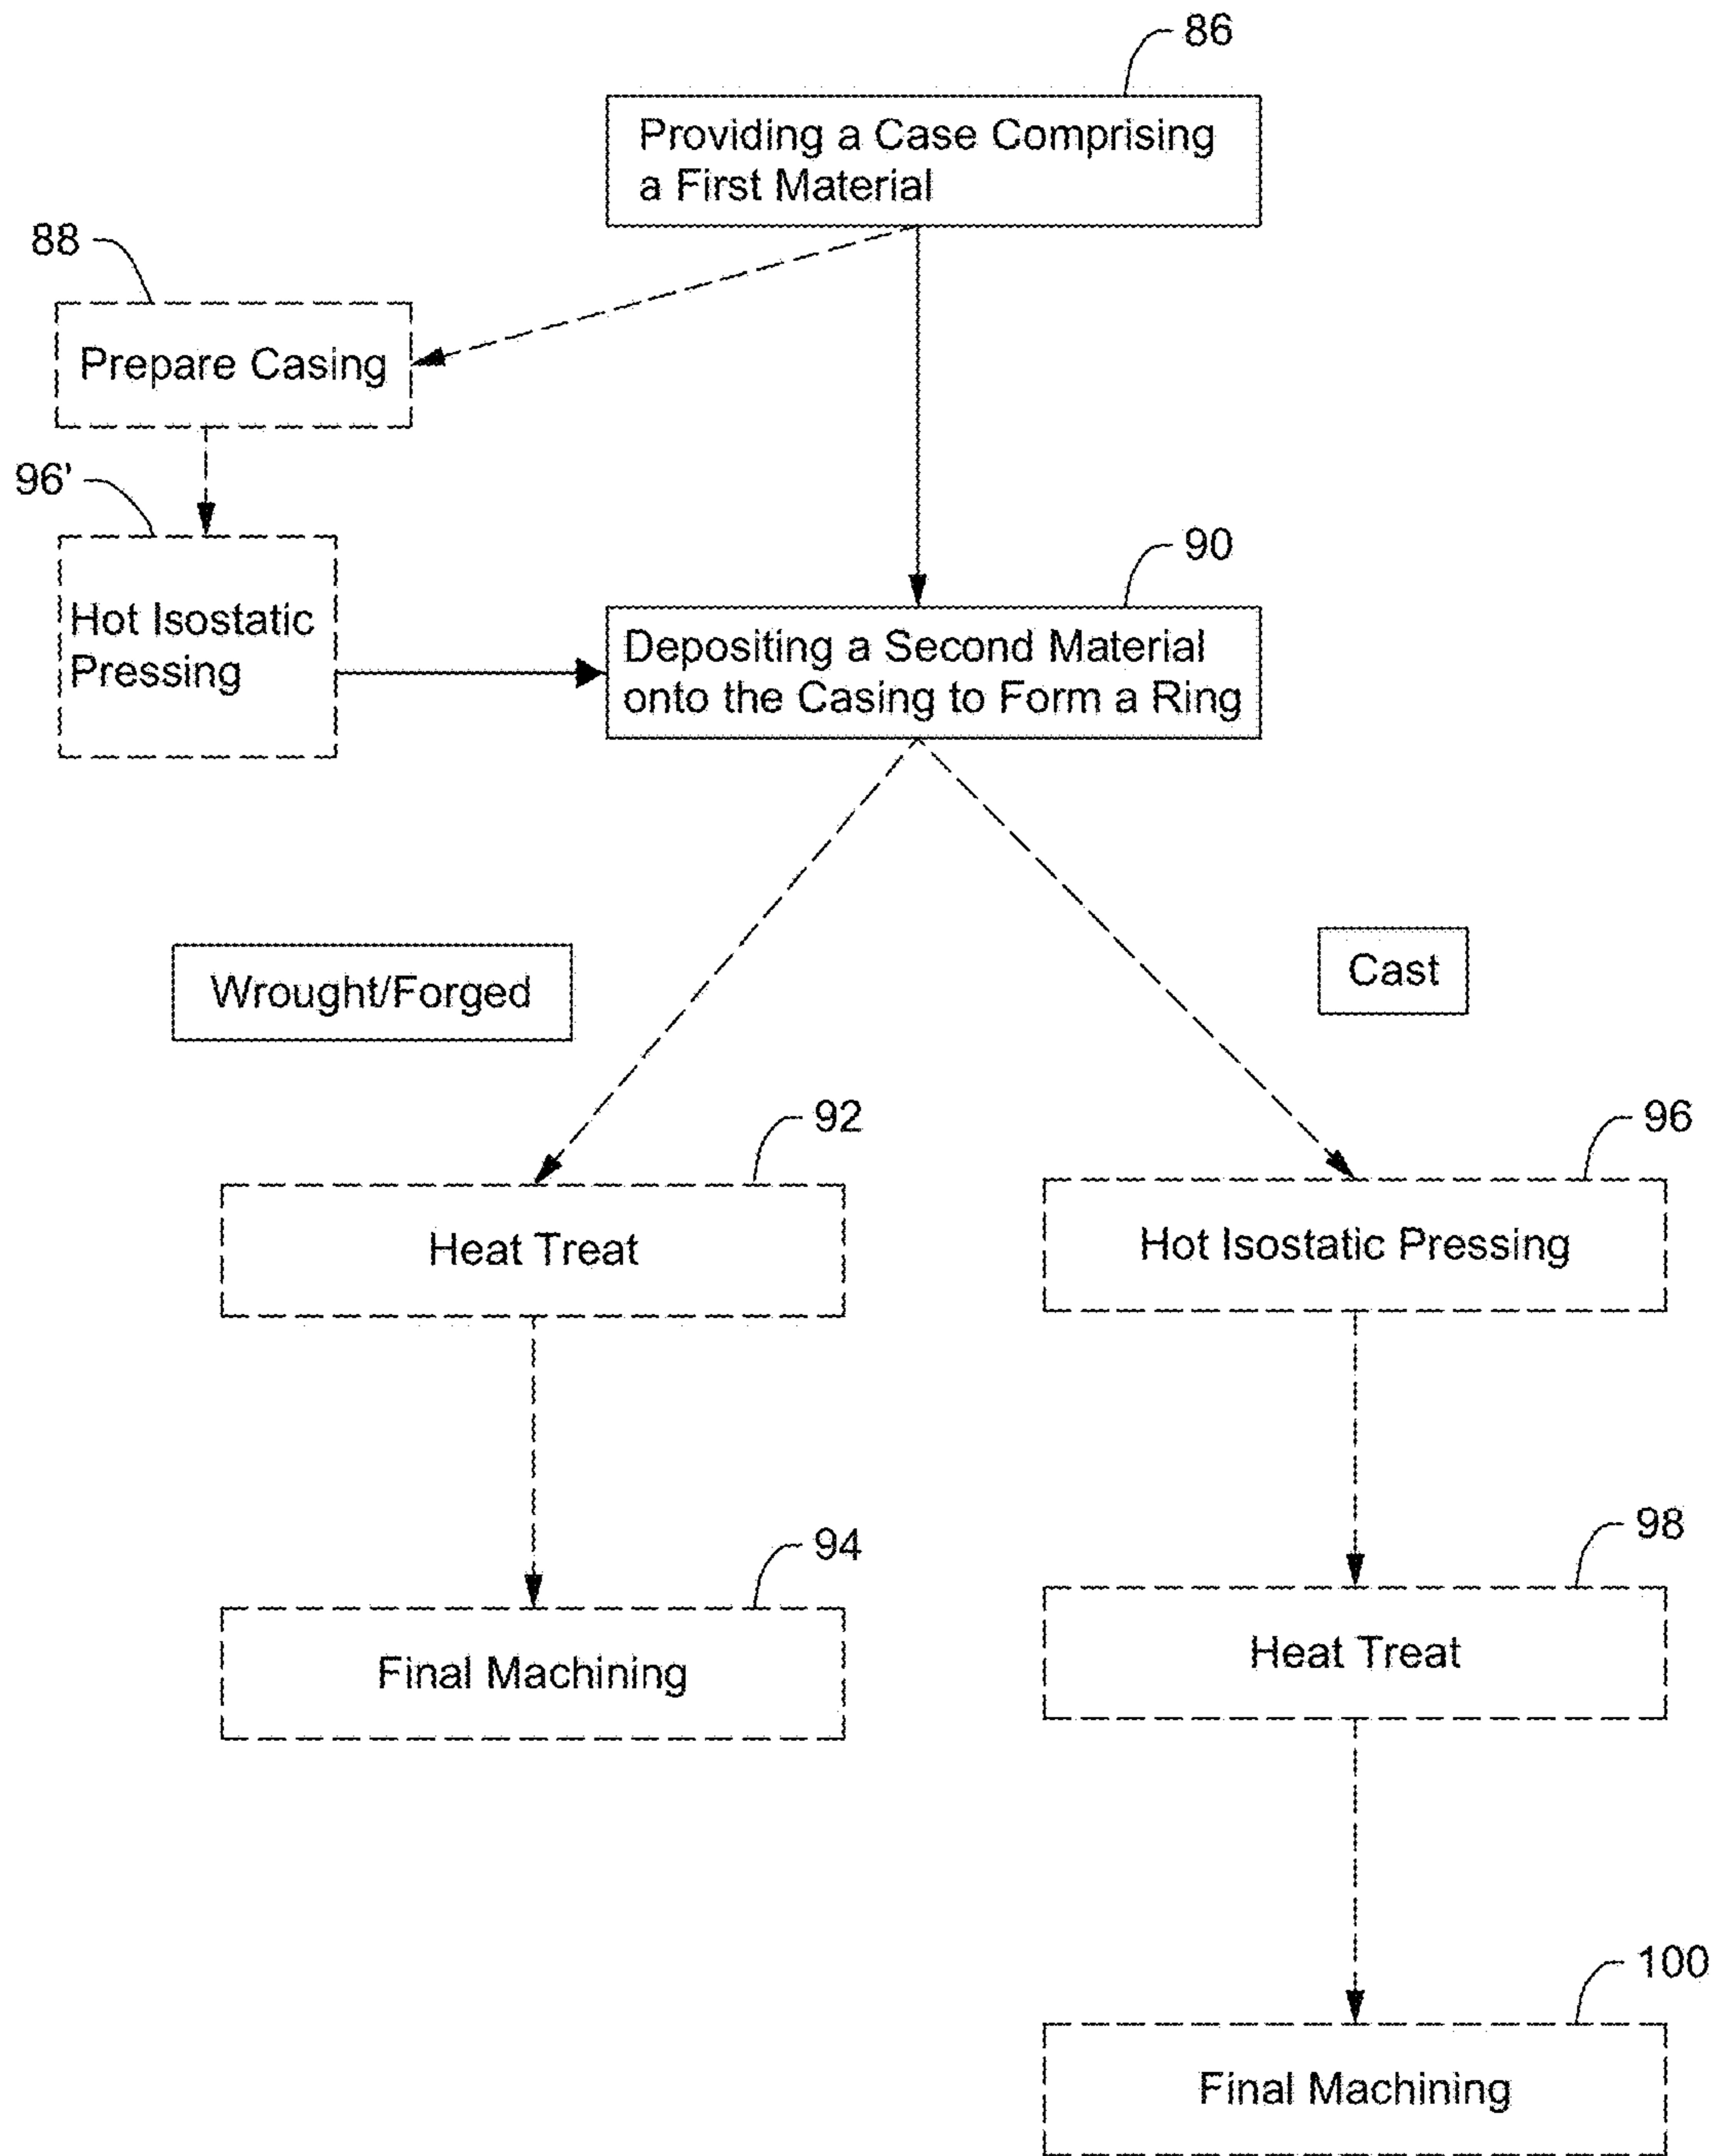 86
Providing a Case Comprising
a First Material
88
Prepare Casing
96'
Hot Isostatic
Pressing
90
Depositing a Second Material
onto the Casing to Form a Ring
Wrought/Forged
Cast
92
Heat Treat
96
Hot Isostatic Pressing
94
Final Machining
98
Heat Treat
100
Final Machining